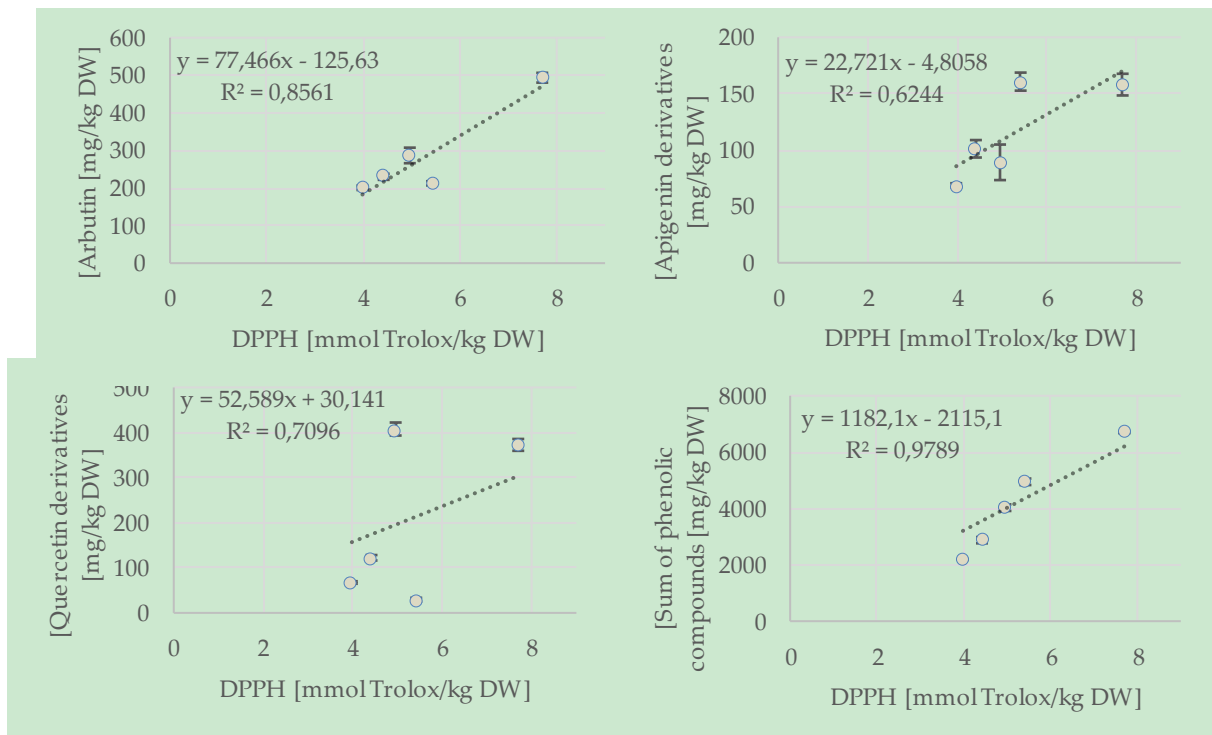 [Arbutin [mg/kg DW]
600
500
400
300
200
100
0
y = 77,466x - 125,63
R² = 0,8561
0 2 4 6 8
DPPH [mmol Trolox/kg DW]
[Apigenin derivatives
[mg/kg DW]
200
150
100
50
0
y = 22,721x - 4,8058
R² = 0,6244
0 2 4 6 8
DPPH [mmol Trolox/kg DW]
[Quercetin derivatives
[mg/kg DW]
500
400
300
200
100
0
y = 52,589x + 30,141
R² = 0,7096
0 2 4 6 8
DPPH [mmol Trolox/kg DW]
[Sum of phenolic
compounds [mg/kg DW]
8000
6000
4000
2000
0
y = 1182,1x - 2115,1
R² = 0,9789
0 2 4 6 8
DPPH [mmol Trolox/kg DW]